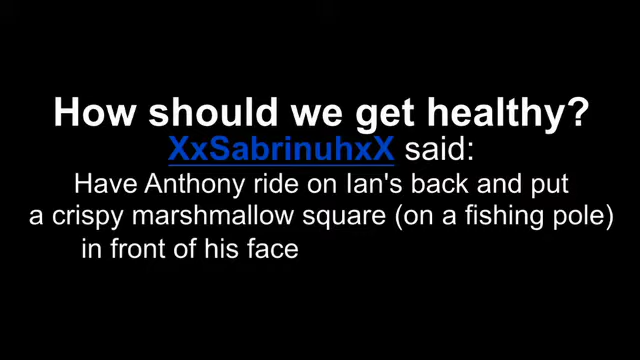 How should we get healthy?
XxSabrinuhxX said:
Have Anthony ride on Ian's back and put
a crispy marshmallow square (on a fishing pole)
in front of his face